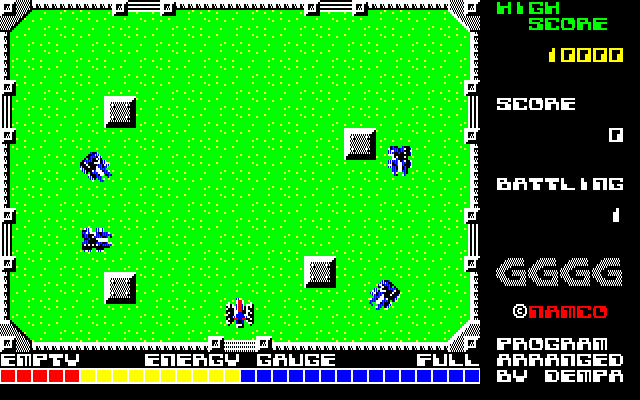 HIGH
SCORE
10000
SCORE
0
BATTLING
1
GGGG
©NAMCO
PROGRAM
ARRANGED
BY DEMPA
EMPTY ENERGY GAUGE FULL